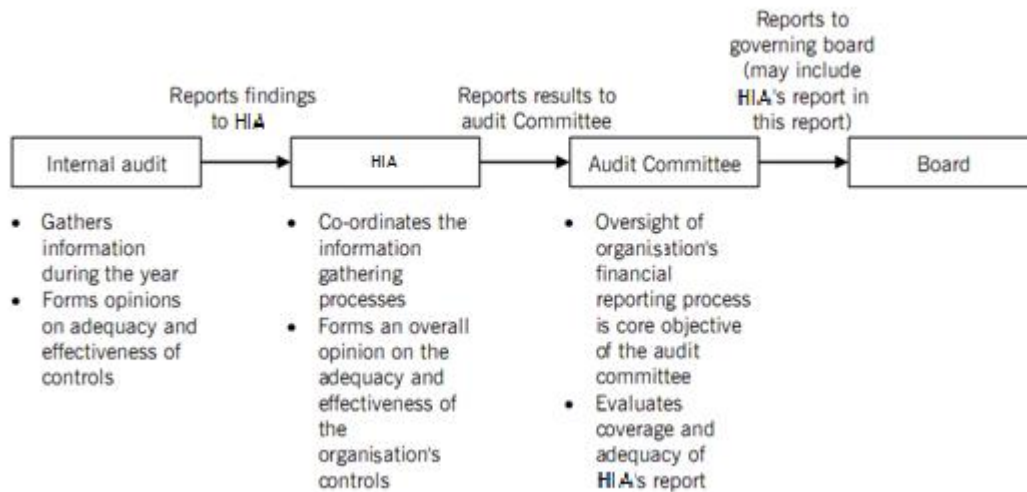 Reports to
governing board
(may include
HIA's report in
this report)
Reports findings
to HIA
Reports results to
audit Committee
Internal audit
HIA
Audit Committee
Board
• Gathers
information
during the year
• Forms opinions
on adequacy and
effectiveness of
controls
• Co-ordinates the
information
gathering
processes
• Forms an overall
opinion on the
adequacy and
effectiveness of
the
organisation's
controls
• Oversight of
organisation's
financial
reporting process
is core objective
of the audit
committee
• Evaluates
coverage and
adequacy of
HIA's report